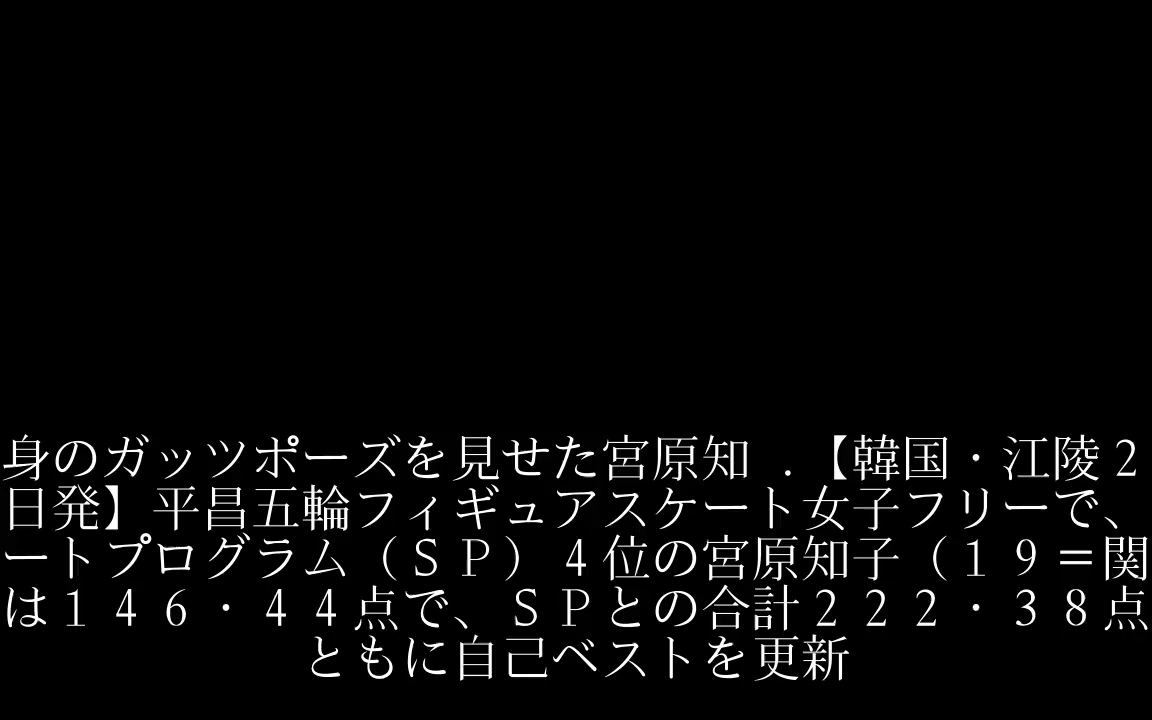 身のガッツポーズを見せた宮原知 .【韓国・江陵２
日発】平昌五輪フィギュアスケート女子フリーで、
ートプログラム（ＳＰ）４位の宮原知子（１９＝関
は１４６・４４点で、ＳＰとの合計２２２・３８点
ともに自己ベストを更新